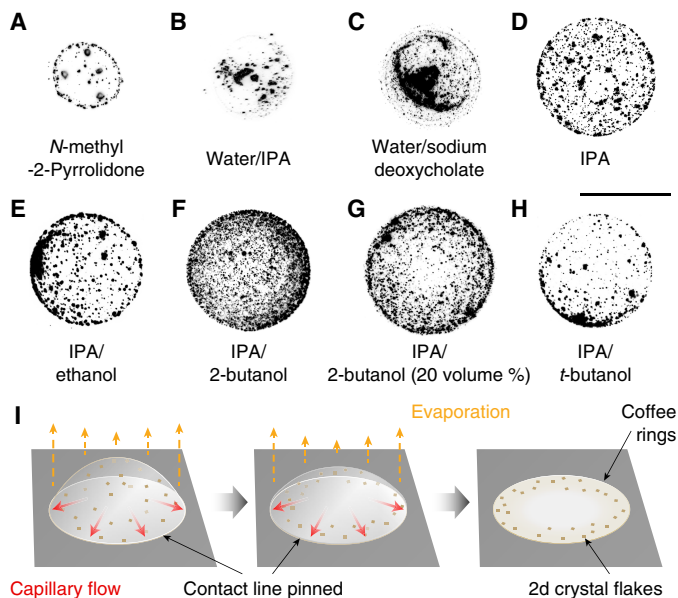 A
B
C
D
N-methyl
-2-Pyrrolidone
Water/IPA
Water/sodium
deoxycholate
IPA
E
F
G
H
IPA/
ethanol
IPA/
2-butanol
IPA/
2-butanol (20 volume %)
IPA/
t-butanol
I
Evaporation
Coffee
rings
Capillary flow
Contact line pinned
2d crystal flakes